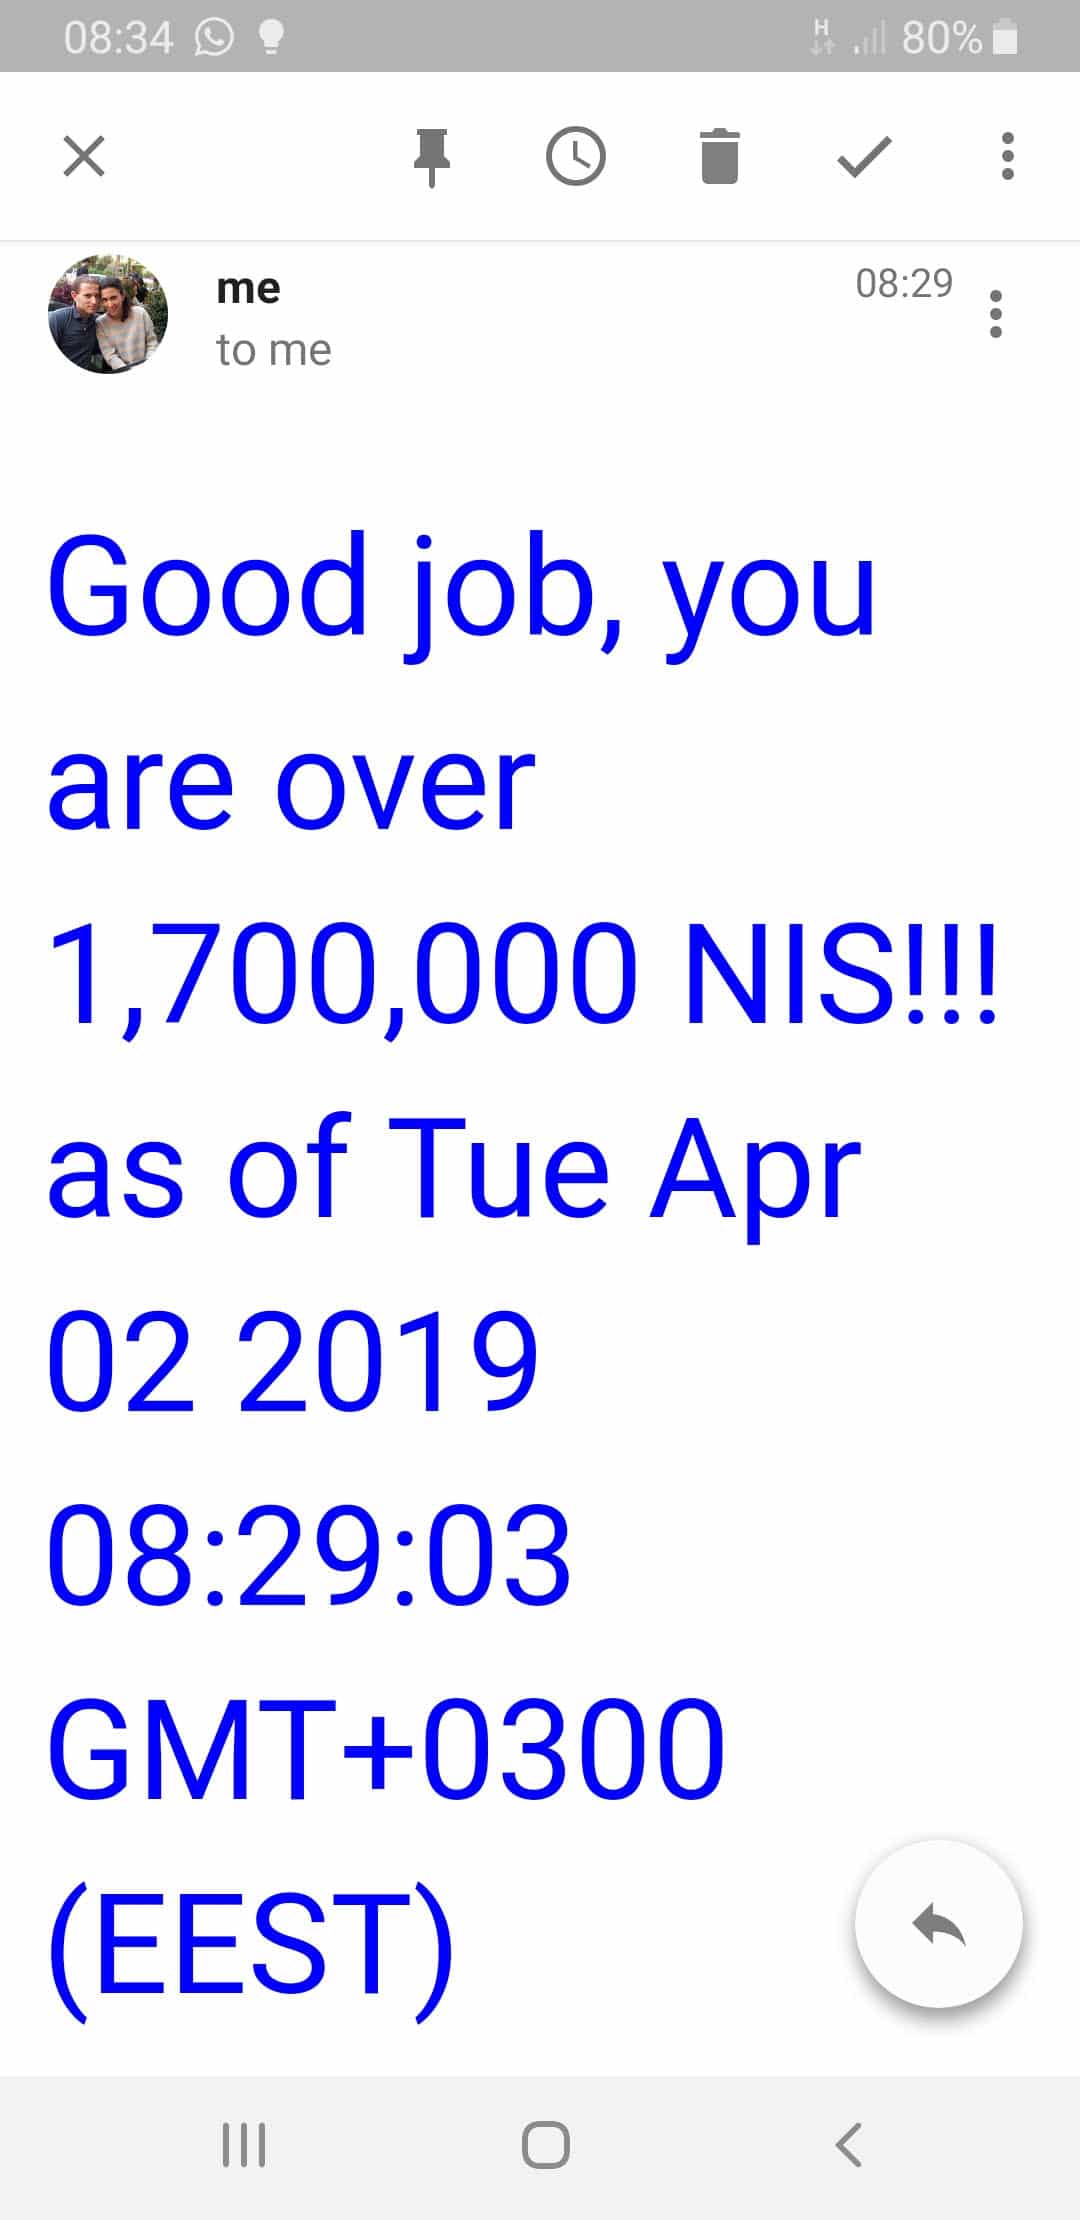 08:34 H 80%
me 08:29
to me
Good job, you
are over
1,700,000 NIS!!!
as of Tue Apr
02 2019
08:29:03
GMT+0300
(EEST)